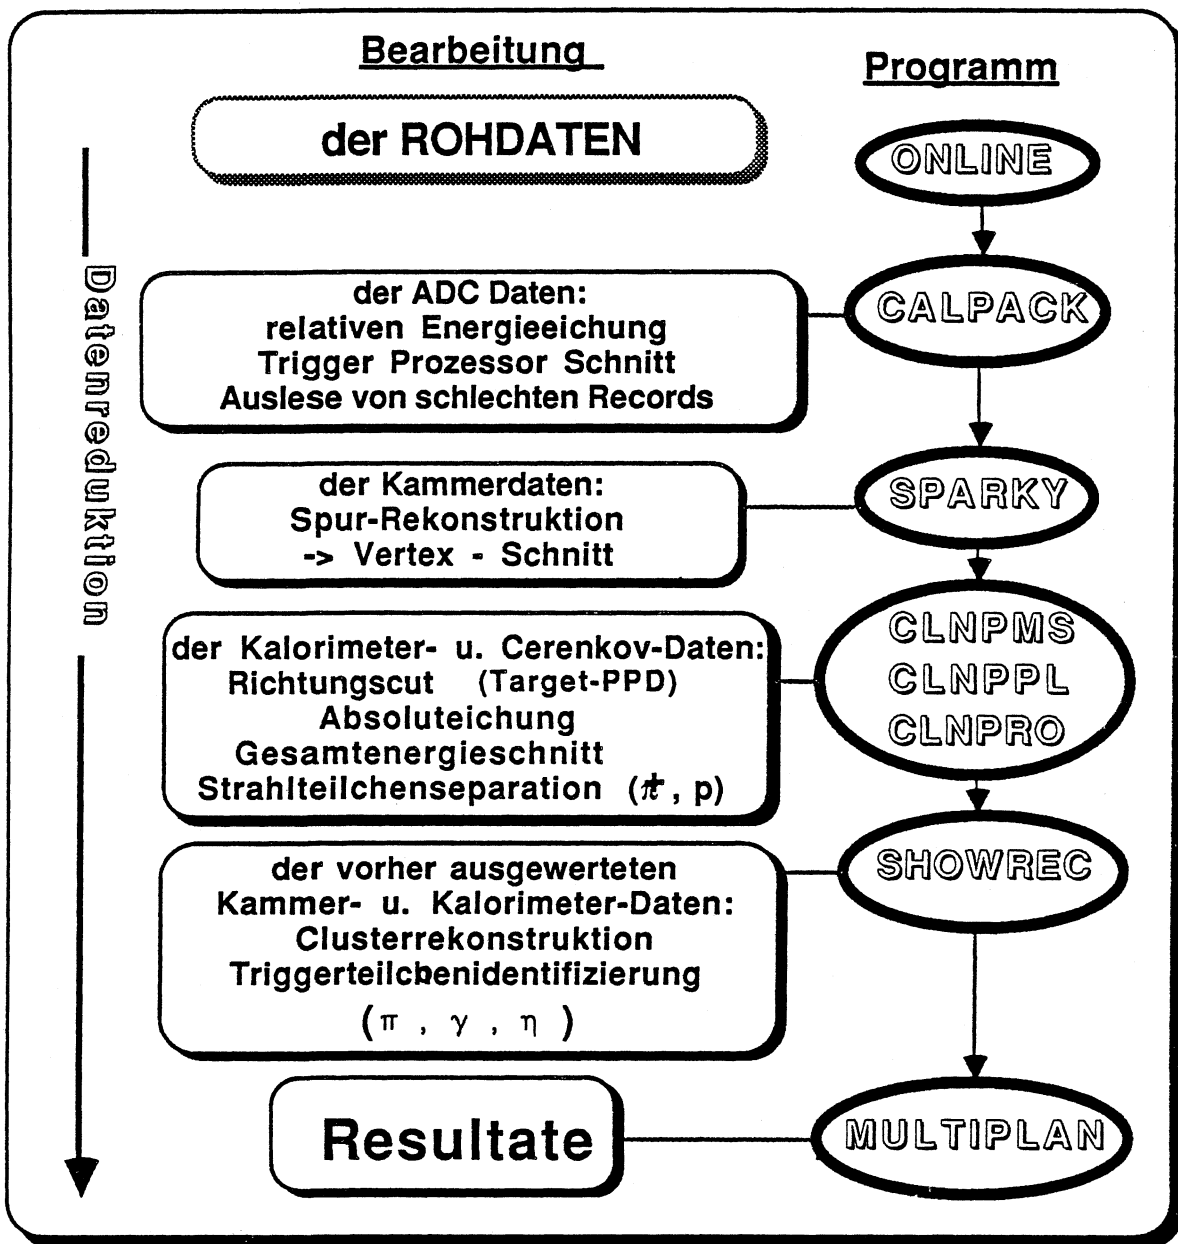 Bearbeitung
Programm
der ROHDATEN
ONLINE
Datenreduktion
der ADC Daten:
relativen Energieeichung
Trigger Prozessor Schnitt
Auslese von schlechten Records
CALPACK
der Kammerdaten:
Spur-Rekonstruktion
-> Vertex - Schnitt
SPARKY
der Kalorimeter- u. Cerenkov-Daten:
Richtungscut (Target-PPD)
Absoluteichung
Gesamtenergieschnitt
Strahlteilchenseparation (π±, p)
CLNPMS
CLNPPL
CLNPRO
der vorher ausgewerteten
Kammer- u. Kalorimeter-Daten:
Clusterrekonstruktion
Triggerteilcbenidentifizierung
(π , γ , η )
SHOWREC
Resultate
MULTIPLAN